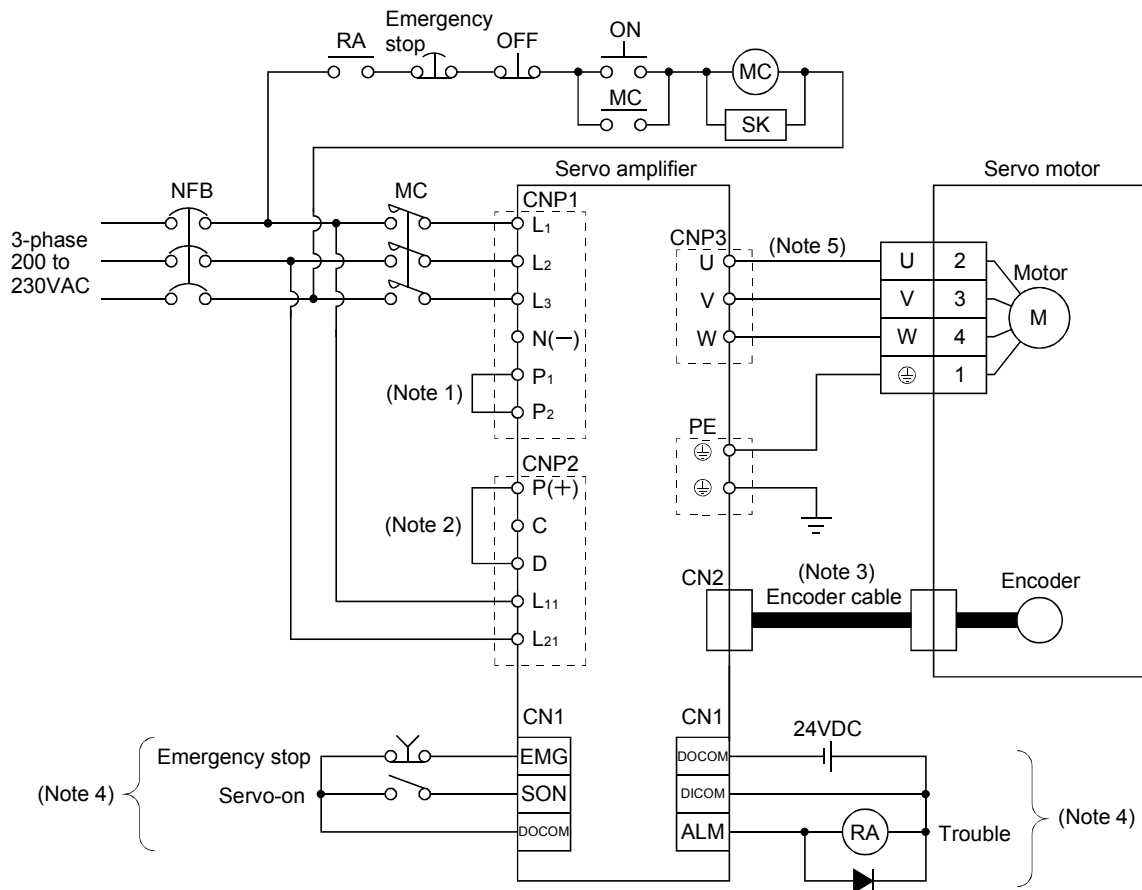 RA
Emergency
stop
OFF
ON
MC
MC
SK
Servo amplifier
Servo motor
NFB
MC
CNP1
3-phase
200 to
230VAC
L1
L2
L3
N(—)
P1
P2
(Note 1)
CNP3
U
V
W
(Note 5)
U 2
V 3
W 4
1
Motor
M
PE
CNP2
P(+)
C
D
L11
L21
(Note 2)
CN2
(Note 3)
Encoder cable
Encoder
CN1
Emergency stop
EMG
Servo-on
SON
DOCOM
(Note 4)
CN1
24VDC
DOCOM
DICOM
ALM
RA
Trouble
(Note 4)